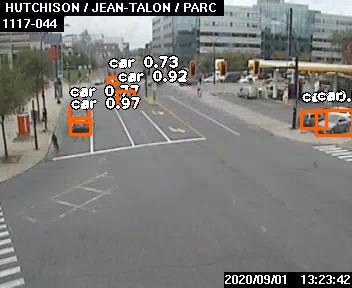 HUTCHISON / JEAN-TALON / PARC
1117-044
car 0.73
car 0.92
car 0.77
car 0.97
car.
2020/09/01 13:23:42